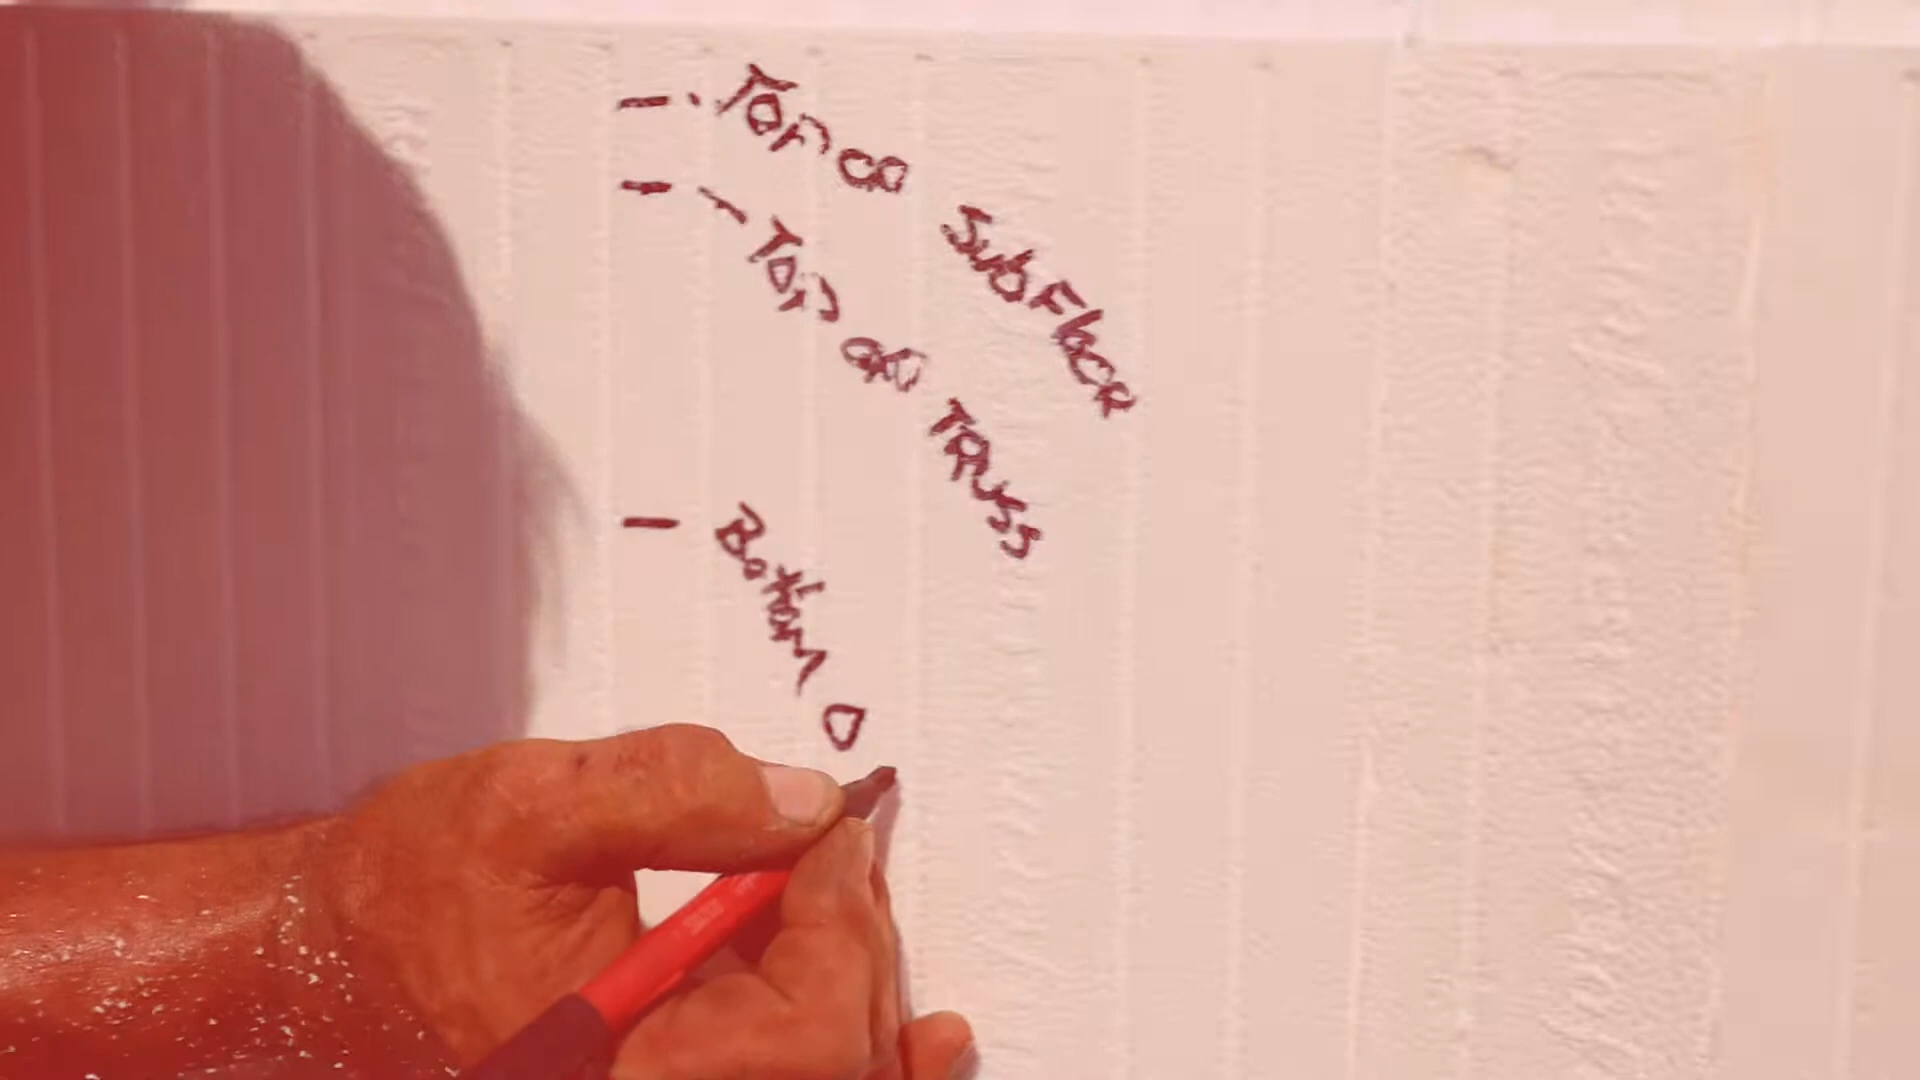 - Top of Subfloor
- - Top of TRUSS
- Bottom O